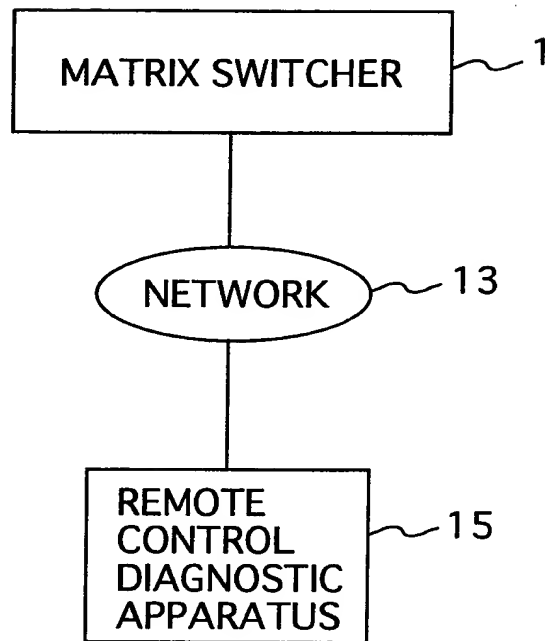 MATRIX SWITCHER
1
NETWORK
13
REMOTE
CONTROL
DIAGNOSTIC
APPARATUS
15